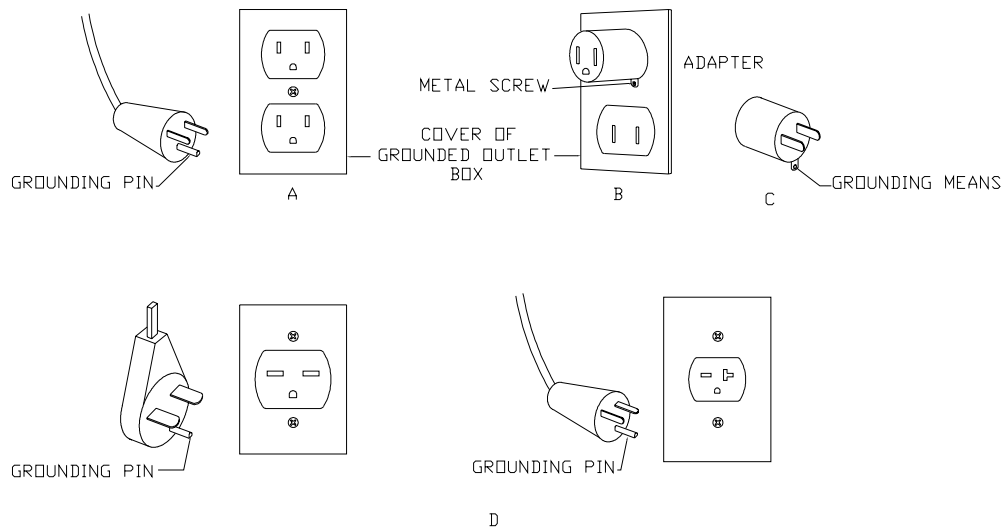 METAL SCREW
ADAPTER
COVER OF
GROUNDED OUTLET
BOX
GROUNDING PIN
A
B
C
GROUNDING MEANS
GROUNDING PIN
GROUNDING PIN
D